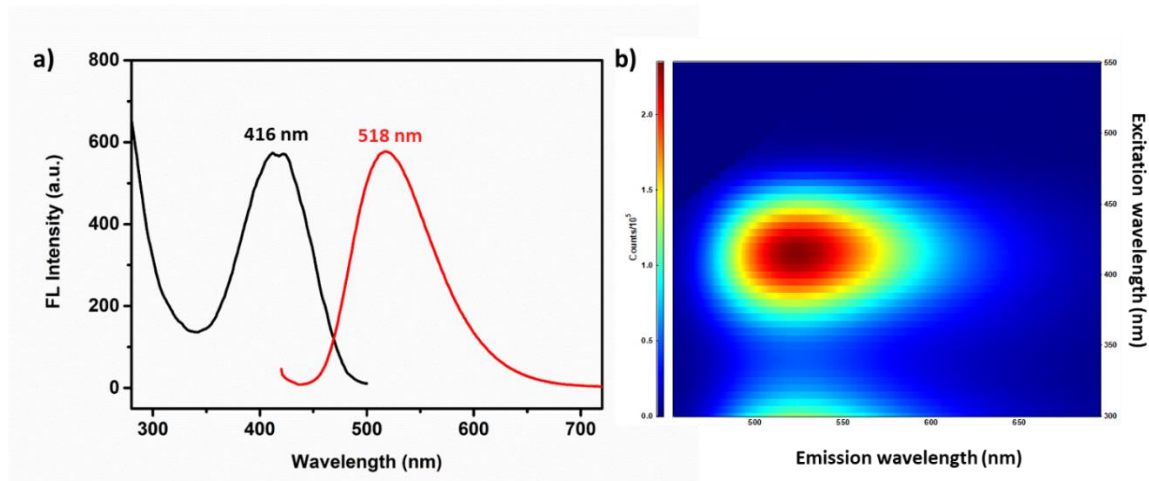 a)
800
600
400
200
0
FL Intensity (a.u.)
416 nm
518 nm
300
400
500
600
700
Wavelength (nm)
b)
2.0
1.5
1.0
0.5
0.0
Counts/10⁵
550
500
450
400
350
300
Excitation wavelength (nm)
500
550
600
650
Emission wavelength (nm)